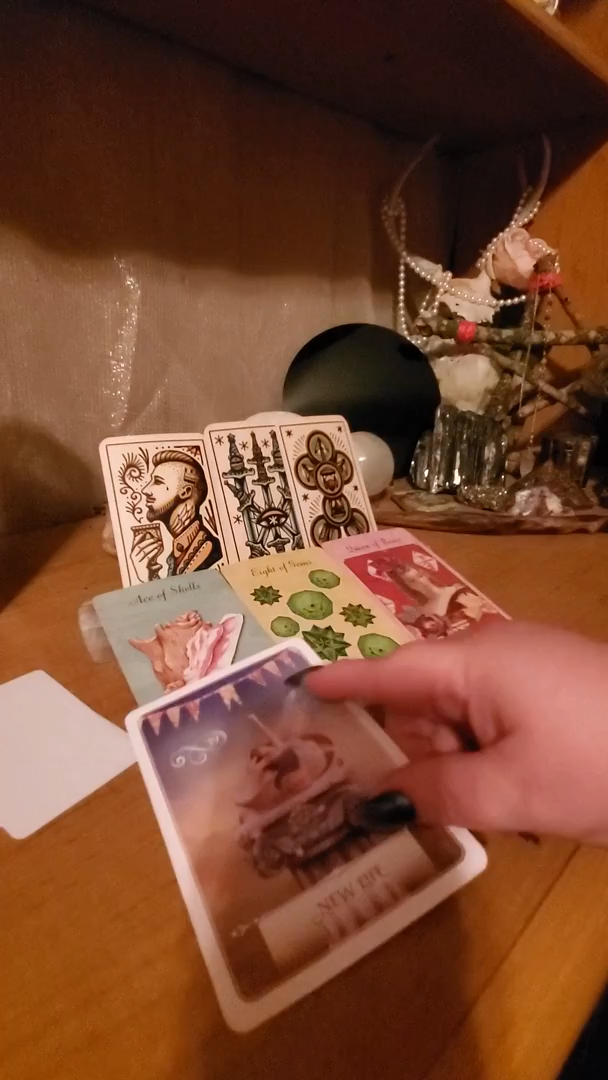 Ace of Shells
Eight of Gems
Queen of Roses
NEW LIFE